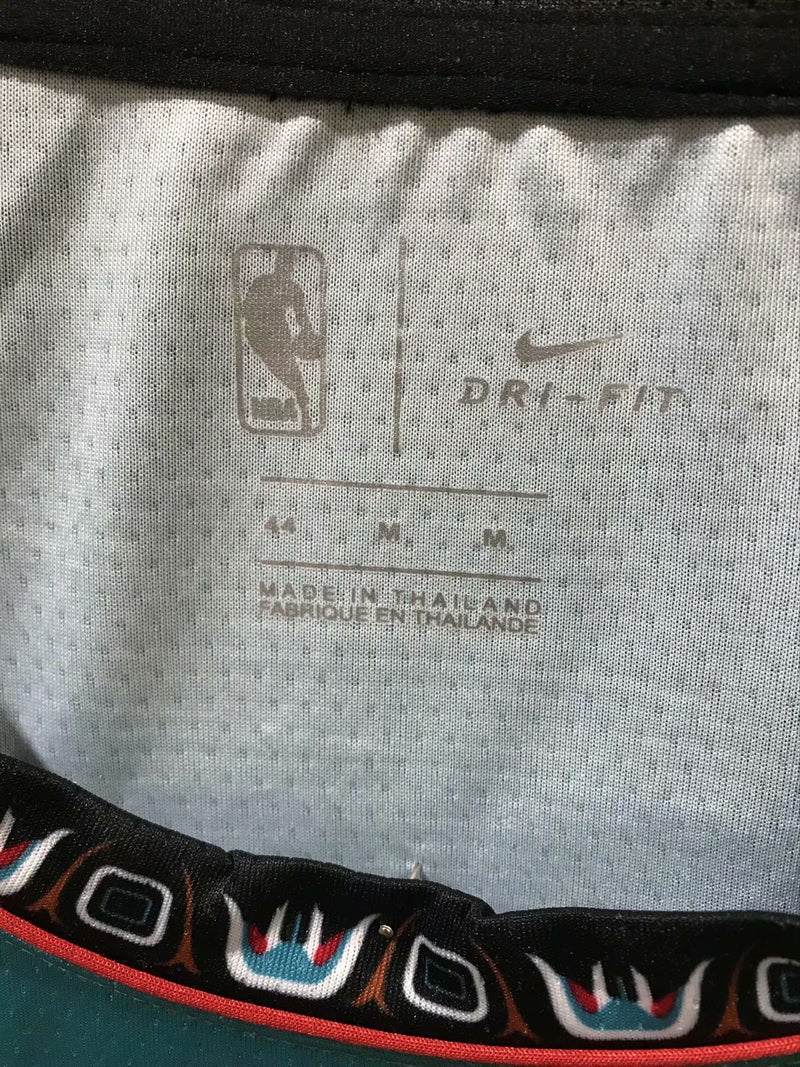 NBA
DRI-FIT
44 M M
MADE IN THAILAND
FABRIQUE EN THAILANDE